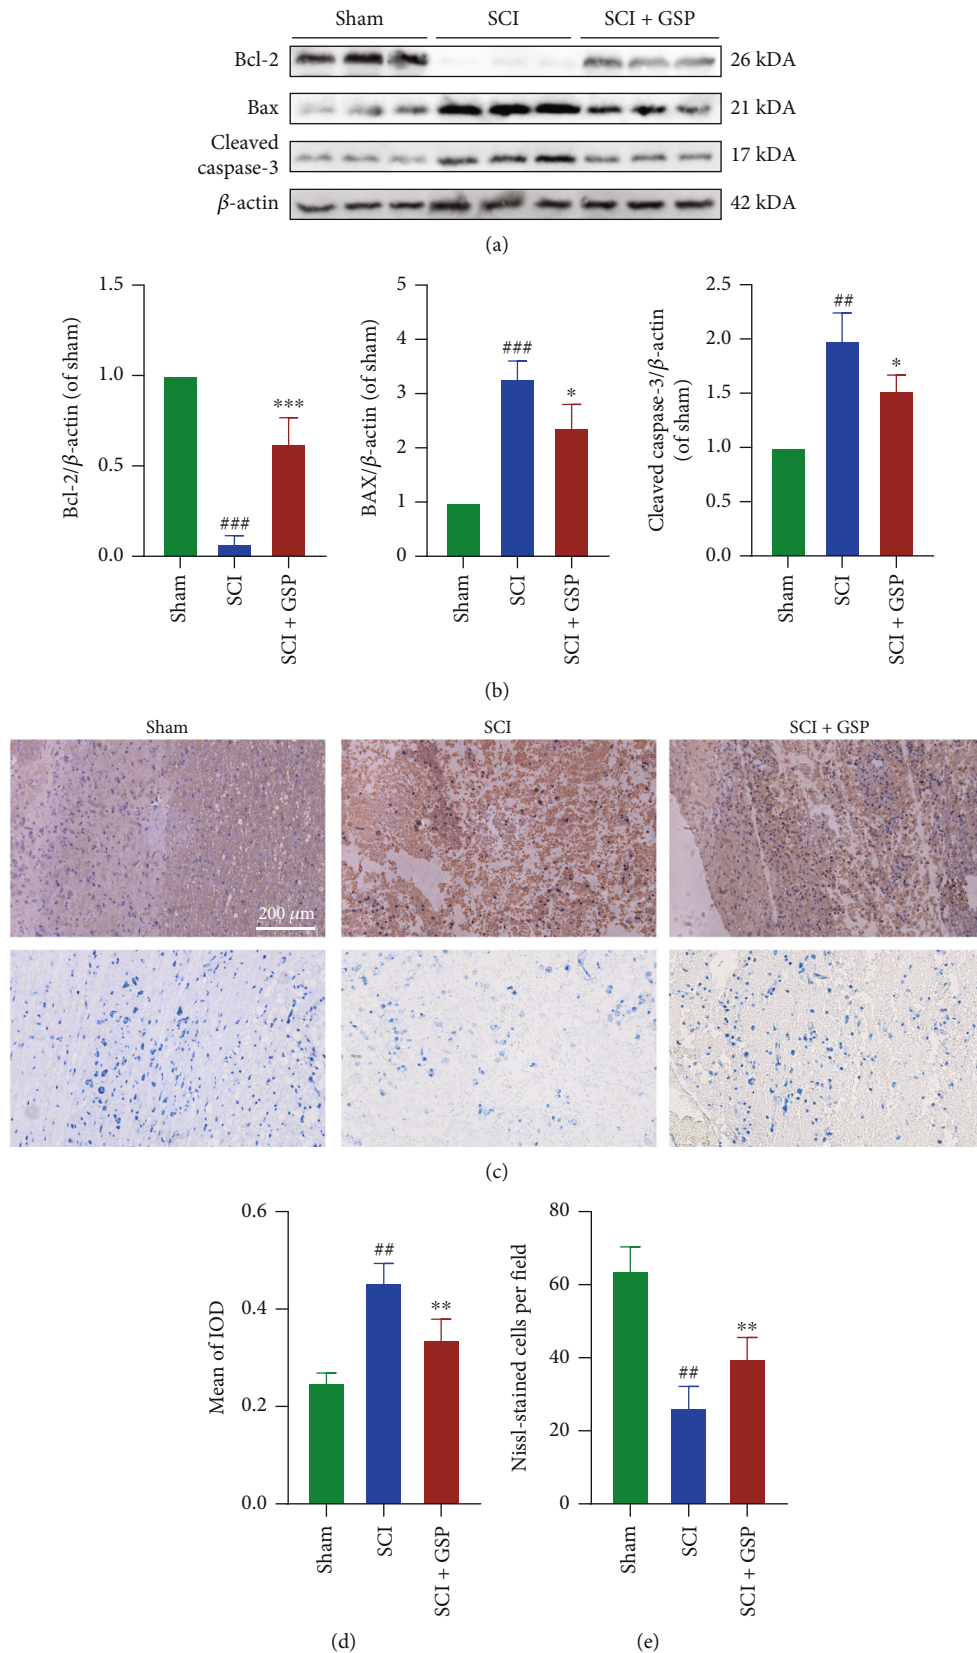 Sham SCI SCI + GSP
Bcl-2 26 kDA
Bax 21 kDA
Cleaved
caspase-3 17 kDA
β-actin 42 kDA
(a)
Bcl-2/β-actin (of sham)
1.5
1.0
0.5
0.0
###
***
Sham
SCI
SCI + GSP
BAX/β-actin (of sham)
5
4
3
2
1
0
###
*
Sham
SCI
SCI + GSP
Cleaved caspase-3/β-actin
(of sham)
2.5
2.0
1.5
1.0
0.5
0.0
##
*
Sham
SCI
SCI + GSP
(b)
Sham SCI SCI + GSP
200 μm
(c)
Mean of IOD
0.6
0.4
0.2
0.0
##
**
Sham
SCI
SCI + GSP
(d)
Nissl-stained cells per field
80
60
40
20
0
##
**
Sham
SCI
SCI + GSP
(e)